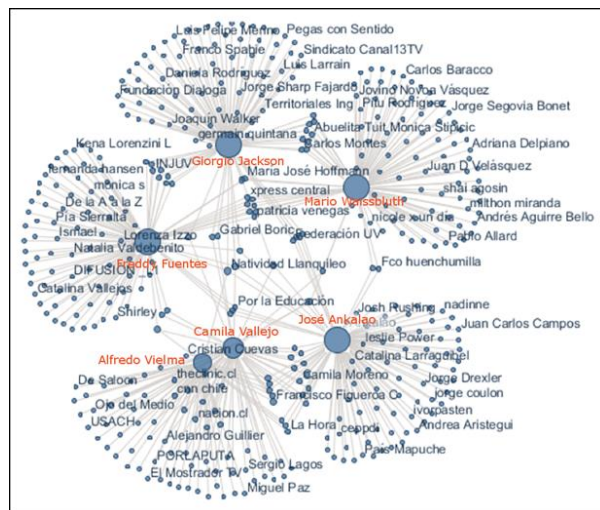 Luis Felipe Merino
Pegas con Sentido
Franco Spahie
Sindicato Canal13TV
Luis Larrain
Daniela Rodriguez
Carlos Baracco
Fundación Dialoga
Jorge Sharp Fajardo
Jovino Novoa Vásquez
Territoriales Ing
Pitu Rodriguez
Jorge Segovia Bonet
Joaquin Walker
Abuelita Tuit
Monica Stipicic
germain quintana
Carlos Montes
Adriana Delpiano
Kena Lorenzini L
Giorgio Jackson
INJUV
fernanda hansen
Maria José Hoffmann
Juan D Velásquez
monica s
xpress central
shai agosin
De la A a la Z
Mario Waissbluth
milthon miranda
Pia Sierralta
patricia venegas
nicole xun dia
Andrés Aguirre Bello
Ismael
Lorenza Izzo
Gabriel Boric
Federación UV
Pablo Allard
Natalia Valdebenito
Freddy Fuentes
Natividad Llanquileo
Fco huenchumilla
DIFUSION
Catalina Vallejos
Por la Educación
Josh Rushing
nadinne
Shirley
José Ankalao
Juan Carlos Campos
Camila Vallejo
leslie Power
Cristian Cuevas
Alfredo Vielma
Catalina Larraguibel
theclinic.cl
Camila Moreno
De Saloon
cnn chile
Jorge Drexler
Francisco Figueroa C
jorge coulon
Ojo del Medio
nacion.cl
ivorpasten
USACH
La Hora
ceppdi
Andrea Aristegui
Alejandro Guillier
Pais Mapuche
PORLAPUTA
El Mostrador TV
Sergio Lagos
Miguel Paz